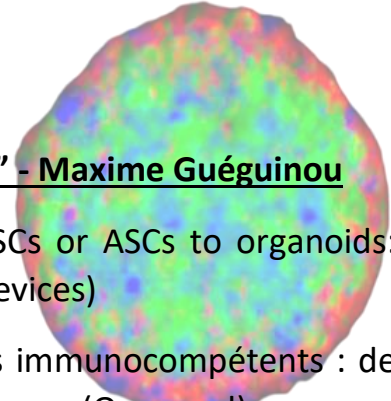 ” - Maxime Guéguinou
SCs or ASCs to organoids:
evices)
s immunocompétents : de